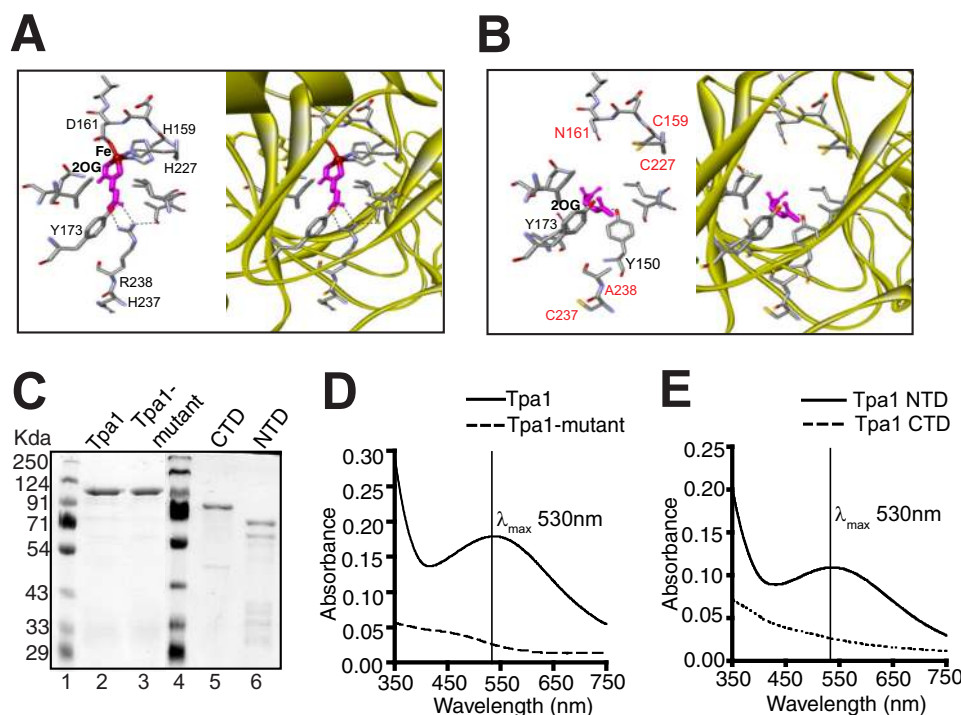 A
B
D161
H159
Fe
H227
2OG
Y173
R238
H237
N161
C159
C227
2OG
Y173
Y150
A238
C237
C
Kda
Tpa1
Tpa1-
mutant
CTD
NTD
250
124
91
71
54
43
33
29
1 2 3 4 5 6
D
Tpa1
Tpa1-mutant
0.30
0.25
0.20
0.15
0.10
0.05
0.00
Absorbance
λmax 530nm
350 450 550 650 750
Wavelength (nm)
E
Tpa1 NTD
Tpa1 CTD
0.25
0.20
0.15
0.10
0.05
0.00
Absorbance
λmax 530nm
350 450 550 650 750
Wavelength (nm)